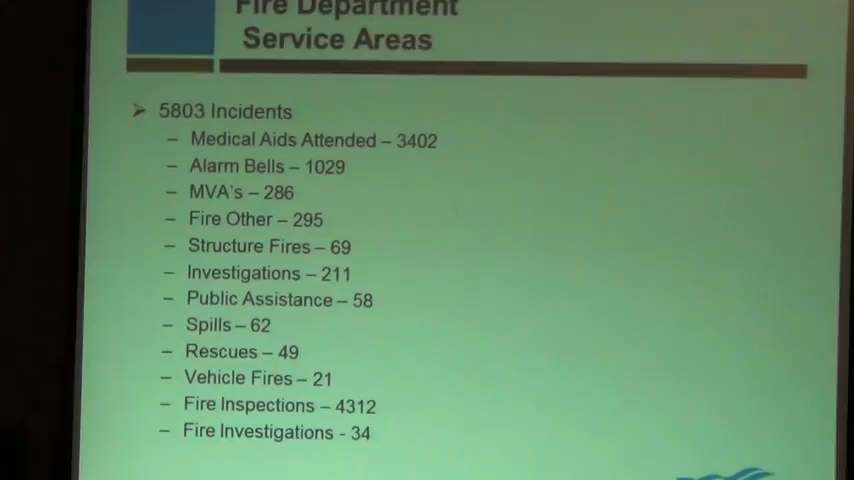 Fire Department
Service Areas
➢ 5803 Incidents
– Medical Aids Attended – 3402
– Alarm Bells – 1029
– MVA's – 286
– Fire Other – 295
– Structure Fires – 69
– Investigations – 211
– Public Assistance – 58
– Spills – 62
– Rescues – 49
– Vehicle Fires – 21
– Fire Inspections – 4312
– Fire Investigations - 34